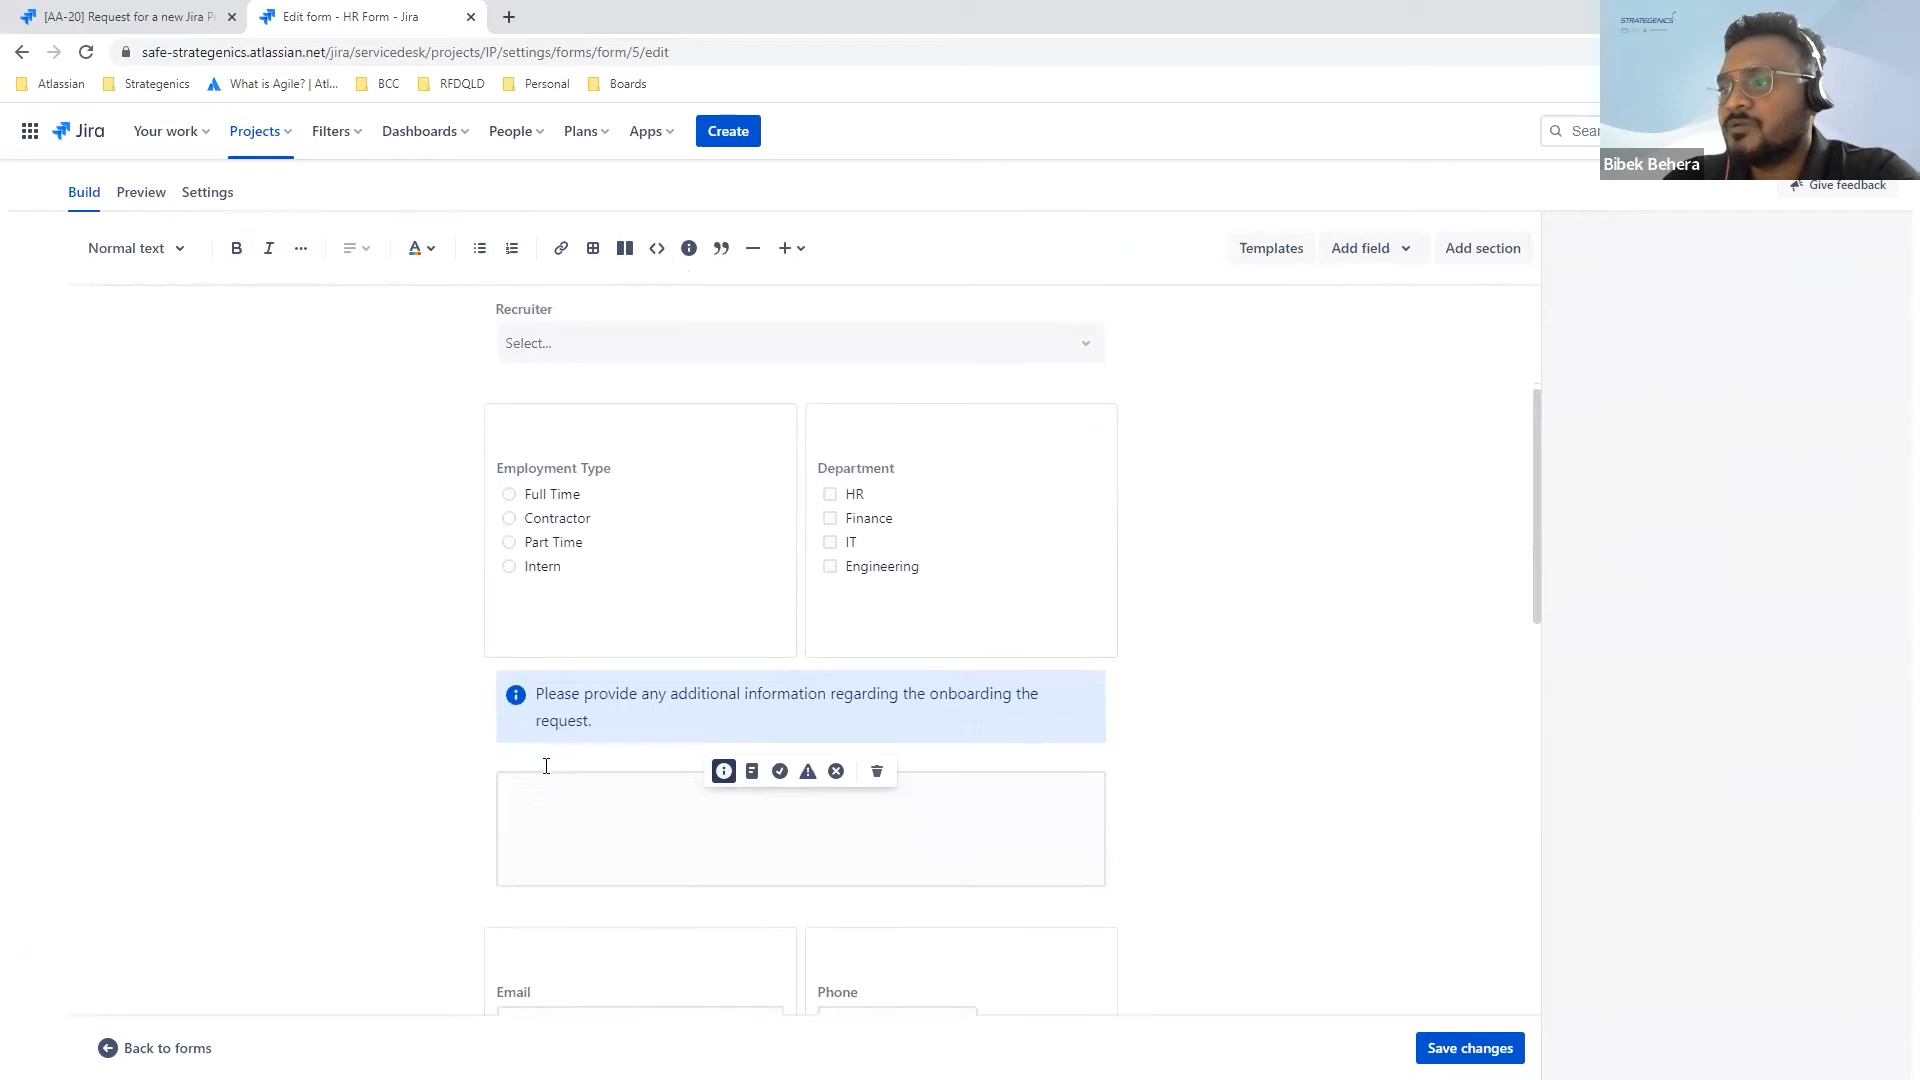 [AA-20] Request for a new Jira P
Edit form - HR Form - Jira
safe-strategenics.atlassian.net/jira/servicedesk/projects/IP/settings/forms/form/5/edit
Atlassian
Strategenics
What is Agile? | Atl...
BCC
RFDQLD
Personal
Boards
STRATEGENICS
Bibek Behera
Jira
Your work
Projects
Filters
Dashboards
People
Plans
Apps
Create
Sear
Build
Preview
Settings
Give feedback
Normal text
B
I
A
Templates
Add field
Add section
Recruiter
Select...
Employment Type
Full Time
Contractor
Part Time
Intern
Department
HR
Finance
IT
Engineering
Please provide any additional information regarding the onboarding the
request.
Email
Phone
Back to forms
Save changes